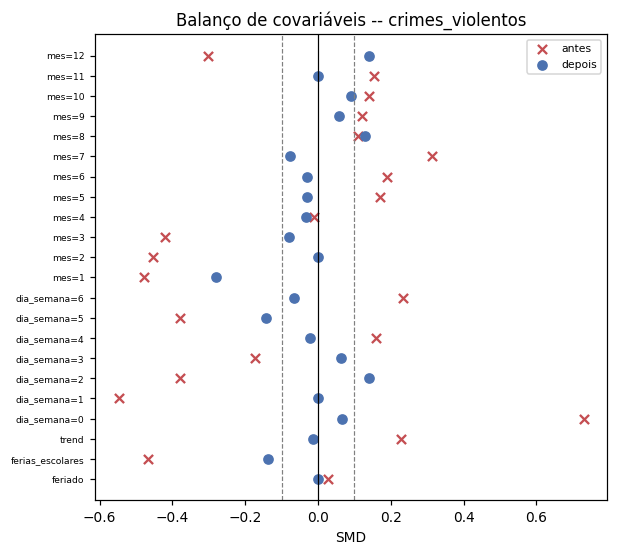 Balanço de covariáveis -- crimes_violentos
antes
depois
mes=12
mes=11
mes=10
mes=9
mes=8
mes=7
mes=6
mes=5
mes=4
mes=3
mes=2
mes=1
dia_semana=6
dia_semana=5
dia_semana=4
dia_semana=3
dia_semana=2
dia_semana=1
dia_semana=0
trend
ferias_escolares
feriado
−0.6 −0.4 −0.2 0.0 0.2 0.4 0.6
SMD